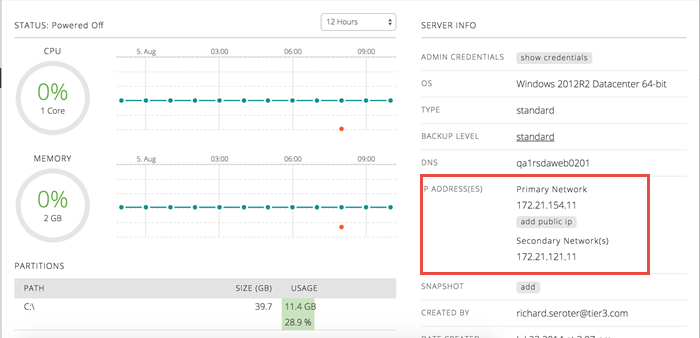 STATUS: Powered Off
12 Hours
CPU
0%
1 Core
5. Aug 03:00 06:00 09:00
MEMORY
0%
2 GB
5. Aug 03:00 06:00 09:00
PARTITIONS
PATH SIZE (GB) USAGE
C:\ 39.7 11.4 GB
28.9 %
SERVER INFO
ADMIN CREDENTIALS show credentials
OS Windows 2012R2 Datacenter 64-bit
TYPE standard
BACKUP LEVEL standard
DNS qa1rsdaweb0201
IP ADDRESS(ES) Primary Network
172.21.154.11
add public ip
Secondary Network(s)
172.21.121.11
SNAPSHOT add
CREATED BY richard.seroter@tier3.com